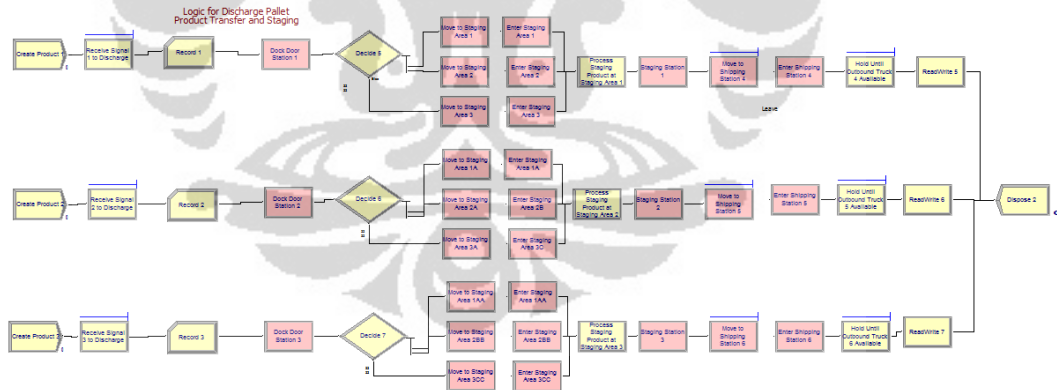 Logic for Discharge Pallet
Product Transfer and Staging
Create Product 1
Receive Signal
1 to Discharge
Record 1
Dock Door
Station 1
Decide 5
Move to Staging
Area 1
Enter Staging
Area 1
Move to Staging
Area 2
Enter Staging
Area 2
Move to Staging
Area 3
Enter Staging
Area 3
Process
Staging
Product at
Staging Area 1
Staging Station
1
Move to
Shipping
Station 4
Enter Shipping
Station 4
Hold Until
Outbound Truck
4 Available
ReadWrite 5
Leave
Create Product 2
Receive Signal
2 to Discharge
Record 2
Dock Door
Station 2
Decide 6
Move to Staging
Area 1A
Enter Staging
Area 1A
Move to Staging
Area 2A
Enter Staging
Area 2B
Move to Staging
Area 3A
Enter Staging
Area 3C
Process
Staging
Product at
Staging Area 2
Staging Station
2
Move to
Shipping
Station 5
Enter Shipping
Station 5
Hold Until
Outbound Truck
5 Available
ReadWrite 6
Dispose 2
Create Product 3
Receive Signal
3 to Discharge
Record 3
Dock Door
Station 3
Decide 7
Move to Staging
Area 1AA
Enter Staging
Area 1AA
Move to Staging
Area 2BB
Enter Staging
Area 2BB
Move to Staging
Area 3CC
Enter Staging
Area 3CC
Process
Staging
Product at
Staging Area 3
Staging Station
3
Move to
Shipping
Station 6
Enter Shipping
Station 6
Hold Until
Outbound Truck
6 Available
ReadWrite 7